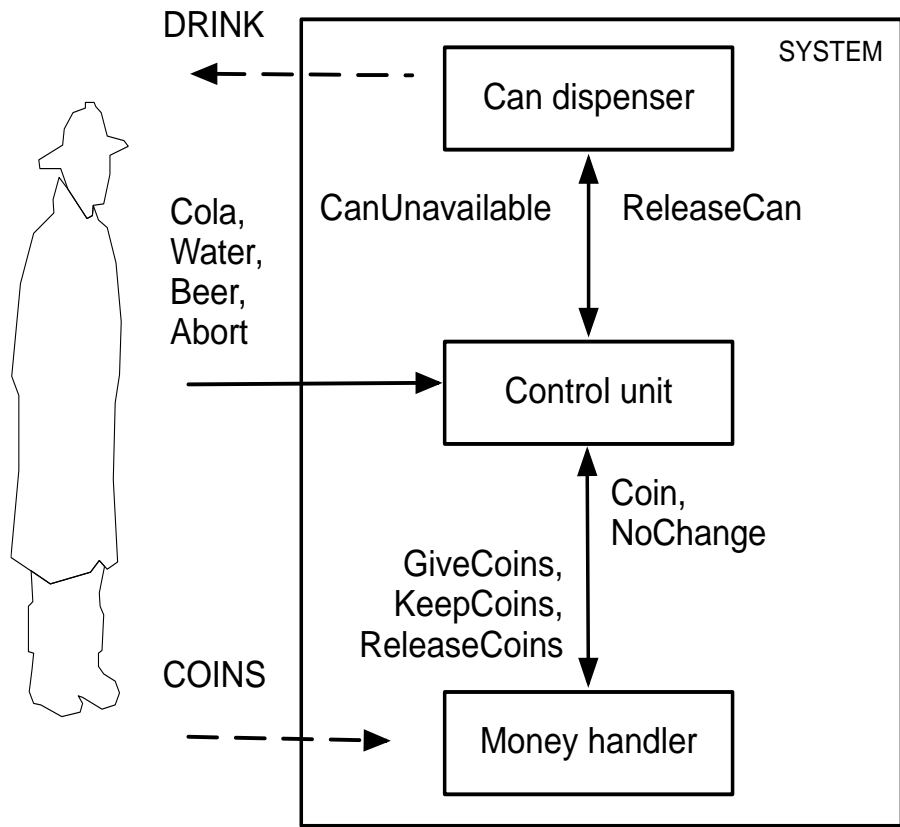 DRINK
SYSTEM
Can dispenser
CanUnavailable
ReleaseCan
Cola,
Water,
Beer,
Abort
Control unit
Coin,
NoChange
GiveCoins,
KeepCoins,
ReleaseCoins
COINS
Money handler